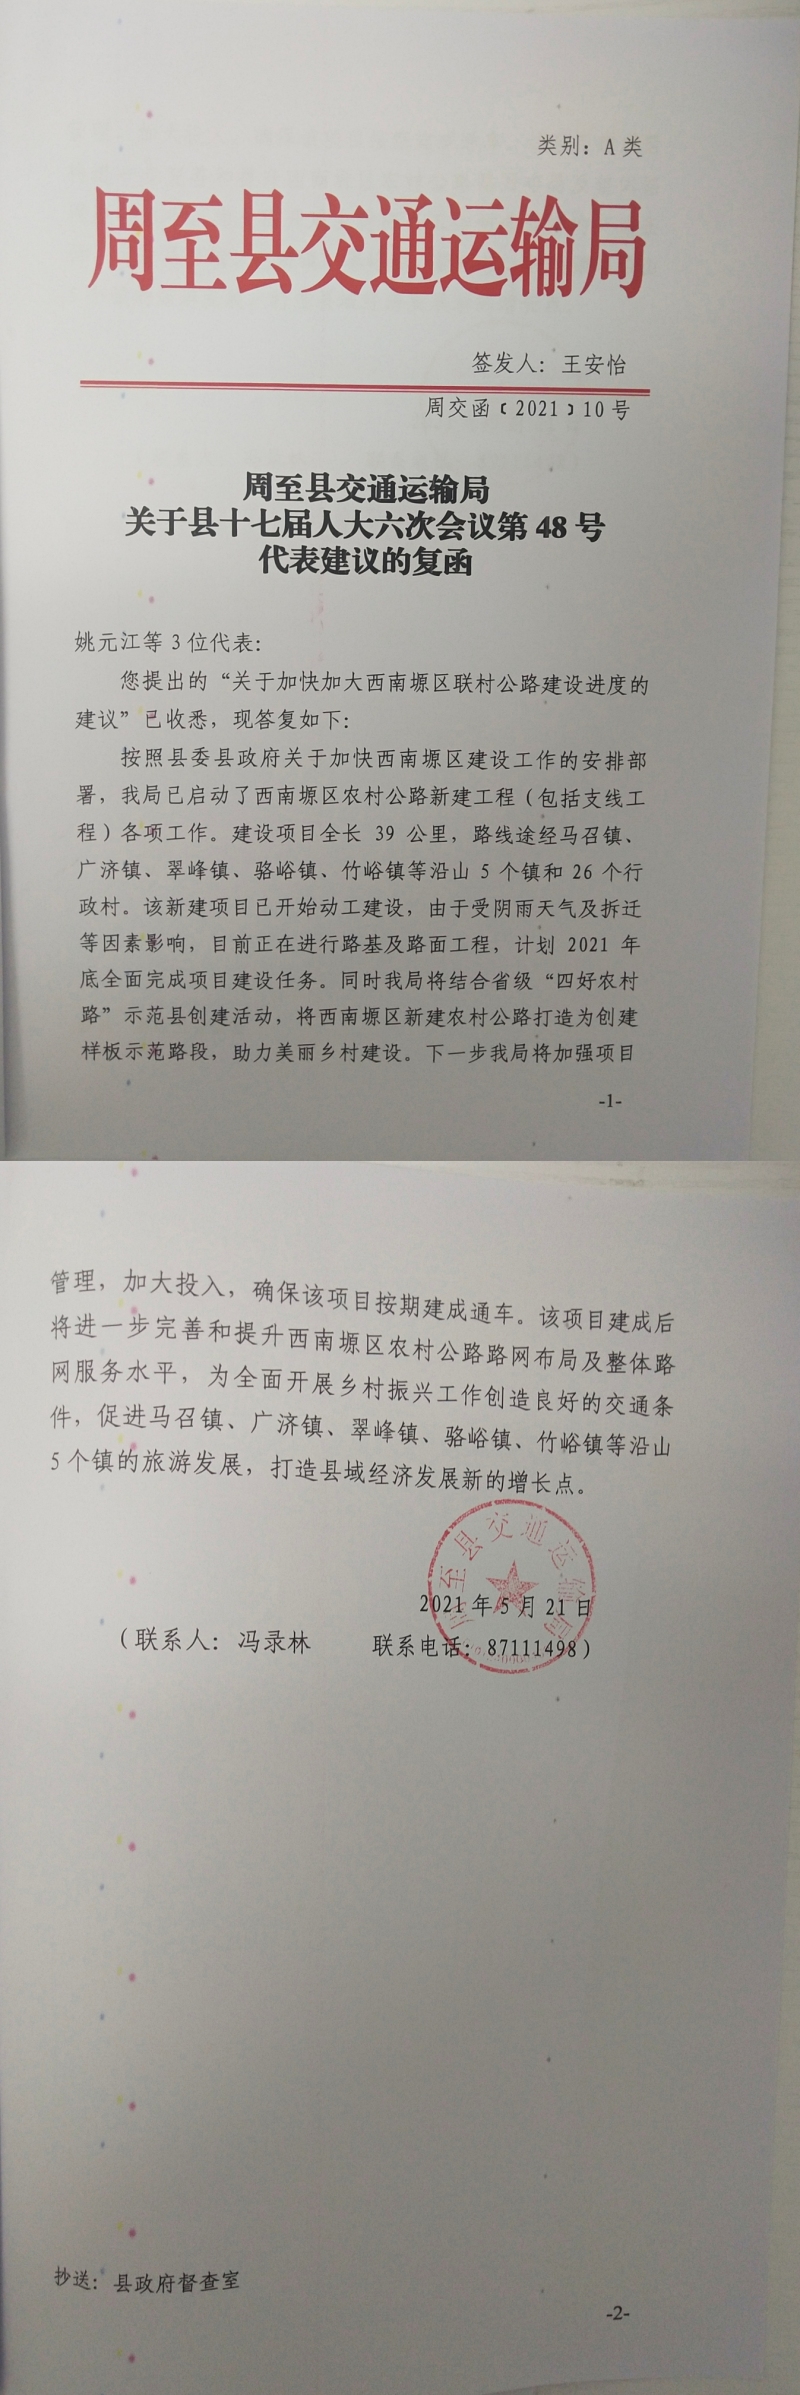 类别：A类
周至县交通运输局
签发人：王安怡
周交函〔2021〕10号
周至县交通运输局
关于县十七届人大六次会议第48号
代表建议的复函
姚元江等3位代表：
您提出的“关于加快加大西南塬区联村公路建设进度的
建议”已收悉，现答复如下：
按照县委县政府关于加快西南塬区建设工作的安排部
署，我局已启动了西南塬区农村公路新建工程（包括支线工
程）各项工作。建设项目全长 39 公里，路线途经马召镇、
广济镇、翠峰镇、骆峪镇、竹峪镇等沿山 5 个镇和 26 个行
政村。该新建项目已开始动工建设，由于受阴雨天气及拆迁
等因素影响，目前正在进行路基及路面工程，计划 2021 年
底全面完成项目建设任务。同时我局将结合省级“四好农村
路”示范县创建活动，将西南塬区新建农村公路打造为创建
样板示范路段，助力美丽乡村建设。下一步我局将加强项目
-1-
管理，加大投入，确保该项目按期建成通车。该项目建成后
将进一步完善和提升西南塬区农村公路路网布局及整体路
网服务水平，为全面开展乡村振兴工作创造良好的交通条
件，促进马召镇、广济镇、翠峰镇、骆峪镇、竹峪镇等沿山
5个镇的旅游发展，打造县域经济发展新的增长点。
周至县交通运输局
2021年5月21日
（联系人：冯录林 联系电话：87111498）
抄送：县政府督查室
-2-